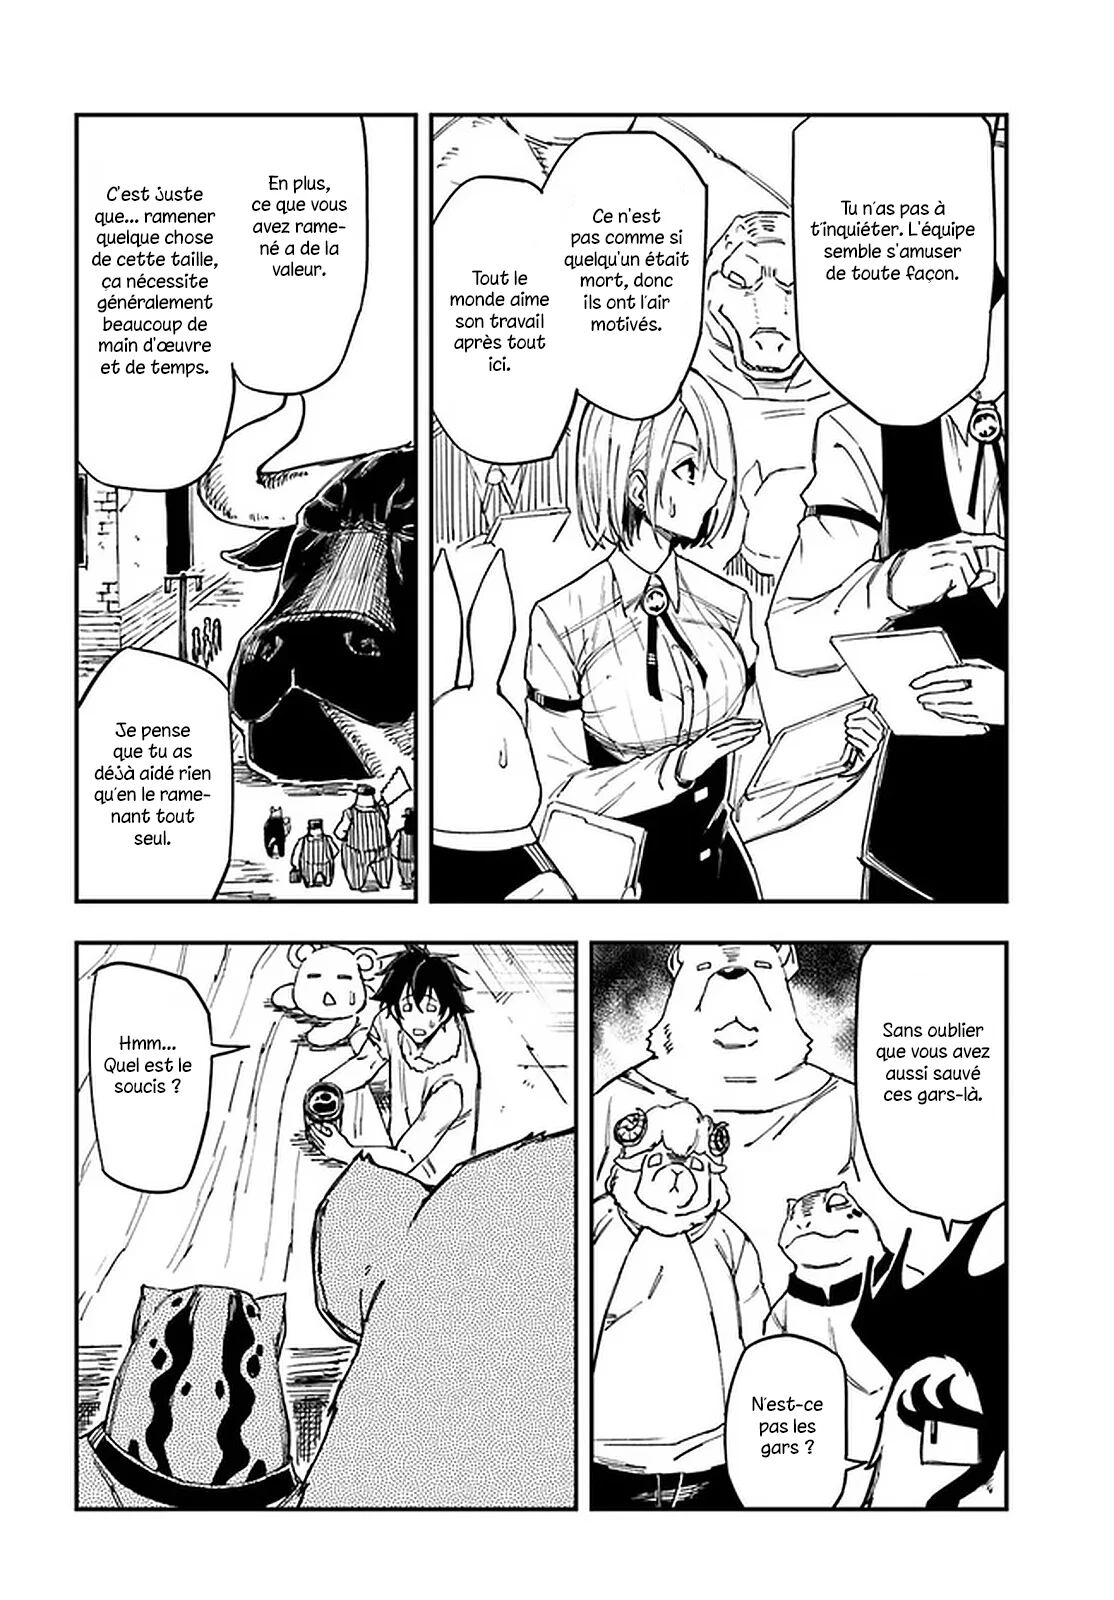 Tu n'as pas à
t'inquiéter. L'équipe
semble s'amuser
de toute façon.
Ce n'est
pas comme si
quelqu'un était
mort, donc
ils ont l'air
motivés.
Tout le
monde aime
son travail
après tout
ici.
En plus,
ce que vous
avez rame-
né a de la
valeur.
C'est juste
que... ramener
quelque chose
de cette taille,
ça nécessite
généralement
beaucoup de
main d'œuvre
et de temps.
Je pense
que tu as
déjà aidé rien
qu'en le rame-
nant tout
seul.
Sans oublier
que vous avez
aussi sauvé
ces gars-là.
N'est-ce
pas les
gars ?
Hmm...
Quel est le
soucis ?